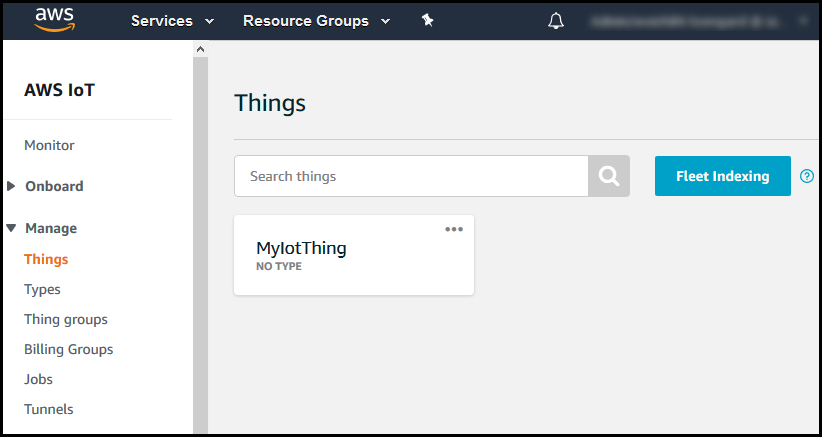 aws Services Resource Groups
AWS IoT
Monitor
Onboard
Manage
Things
Types
Thing groups
Billing Groups
Jobs
Tunnels
Things
Search things Fleet Indexing ?
MyIotThing
NO TYPE